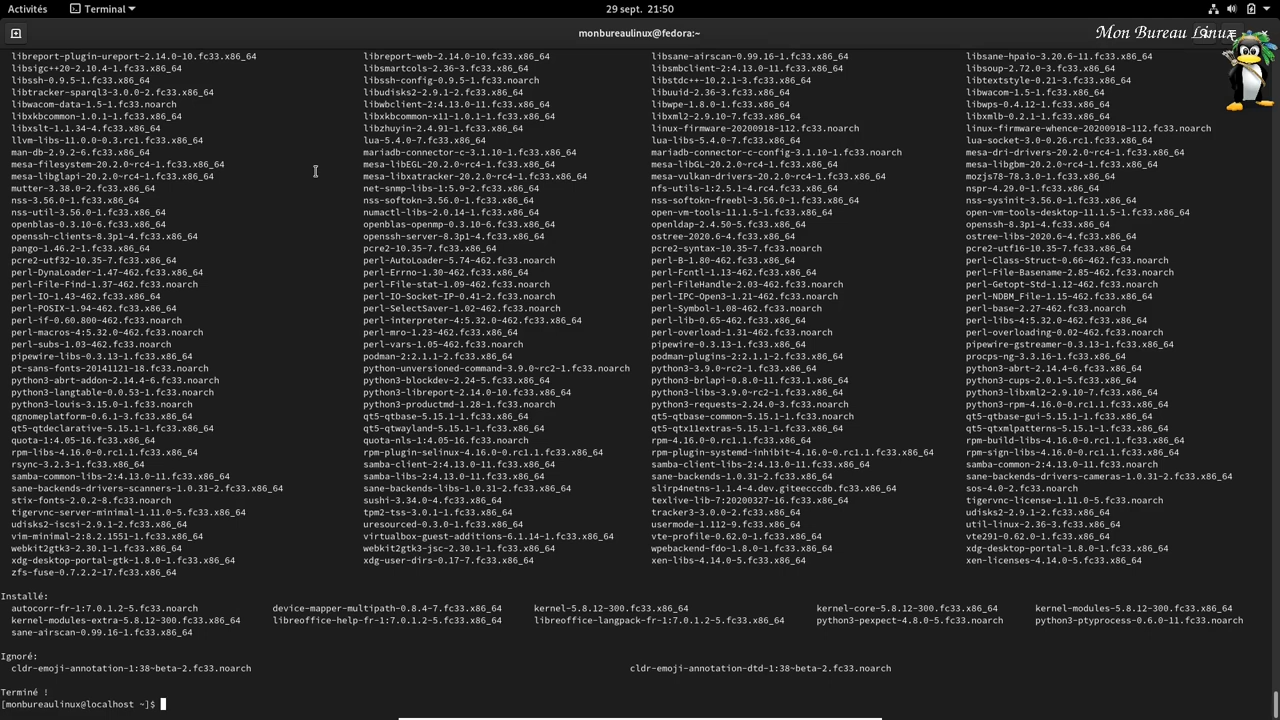 Activités Terminal 29 sept. 21:50
monbureaulinux@fedora:~
Mon Bureau Linux
libreport-plugin-ureport-2.14.0-10.fc33.x86_64 libreport-web-2.14.0-10.fc33.x86_64 libsane-airscan-0.99.16-1.fc33.x86_64 libsane-hpaio-3.20.6-11.fc33.x86_64
libsigc++20-2.10.4-1.fc33.x86_64 libsmartcols-2.36-3.fc33.x86_64 libsmbclient-2:4.13.0-11.fc33.x86_64 libsoup-2.72.0-3.fc33.x86_64
libssh-0.9.5-1.fc33.x86_64 libssh-config-0.9.5-1.fc33.noarch libstdc++-10.2.1-3.fc33.x86_64 libtextstyle-0.21-3.fc33.x86_64
libtracker-sparql3-3.0.0-2.fc33.x86_64 libudisks2-2.9.1-2.fc33.x86_64 libuuid-2.36-3.fc33.x86_64 libwacom-1.5-1.fc33.x86_64
libwacom-data-1.5-1.fc33.noarch libwbclient-2:4.13.0-11.fc33.x86_64 libwpe-1.8.0-1.fc33.x86_64 libwps-0.4.12-1.fc33.x86_64
libxkbcommon-1.0.1-1.fc33.x86_64 libxkbcommon-x11-1.0.1-1.fc33.x86_64 libxml2-2.9.10-7.fc33.x86_64 libxmlb-0.2.1-1.fc33.x86_64
libxslt-1.1.34-4.fc33.x86_64 libzhuyin-2.4.91-1.fc33.x86_64 linux-firmware-20200918-112.fc33.noarch linux-firmware-whence-20200918-112.fc33.noarch
llvm-libs-11.0.0-0.3.rc1.fc33.x86_64 lua-5.4.0-7.fc33.x86_64 lua-libs-5.4.0-7.fc33.x86_64 lua-socket-3.0-0.26.rc1.fc33.x86_64
man-db-2.9.2-6.fc33.x86_64 mariadb-connector-c-3.1.10-1.fc33.x86_64 mariadb-connector-c-config-3.1.10-1.fc33.noarch mesa-dri-drivers-20.2.0~rc4-1.fc33.x86_64
mesa-filesystem-20.2.0~rc4-1.fc33.x86_64 mesa-libEGL-20.2.0~rc4-1.fc33.x86_64 mesa-libGL-20.2.0~rc4-1.fc33.x86_64 mesa-libgbm-20.2.0~rc4-1.fc33.x86_64
mesa-libglapi-20.2.0~rc4-1.fc33.x86_64 mesa-libxatracker-20.2.0~rc4-1.fc33.x86_64 mesa-vulkan-drivers-20.2.0~rc4-1.fc33.x86_64 mozjs78-78.3.0-1.fc33.x86_64
mutter-3.38.0-2.fc33.x86_64 net-snmp-libs-1:5.9-2.fc33.x86_64 nfs-utils-1:2.5.1-4.rc4.fc33.x86_64 nspr-4.29.0-1.fc33.x86_64
nss-3.56.0-1.fc33.x86_64 nss-softokn-3.56.0-1.fc33.x86_64 nss-softokn-freebl-3.56.0-1.fc33.x86_64 nss-sysinit-3.56.0-1.fc33.x86_64
nss-util-3.56.0-1.fc33.x86_64 numactl-libs-2.0.14-1.fc33.x86_64 open-vm-tools-11.1.5-1.fc33.x86_64 open-vm-tools-desktop-11.1.5-1.fc33.x86_64
openblas-0.3.10-6.fc33.x86_64 openblas-openmp-0.3.10-6.fc33.x86_64 openldap-2.4.50-5.fc33.x86_64 openssh-8.3p1-4.fc33.x86_64
openssh-clients-8.3p1-4.fc33.x86_64 openssh-server-8.3p1-4.fc33.x86_64 ostree-2020.6-4.fc33.x86_64 ostree-libs-2020.6-4.fc33.x86_64
pango-1.46.2-1.fc33.x86_64 pcre2-10.35-7.fc33.x86_64 pcre2-syntax-10.35-7.fc33.noarch pcre2-utf16-10.35-7.fc33.x86_64
pcre2-utf32-10.35-7.fc33.x86_64 perl-AutoLoader-5.74-462.fc33.noarch perl-B-1.80-462.fc33.x86_64 perl-Class-Struct-0.66-462.fc33.noarch
perl-DynaLoader-1.47-462.fc33.x86_64 perl-Errno-1.30-462.fc33.x86_64 perl-Fcntl-1.13-462.fc33.x86_64 perl-File-Basename-2.85-462.fc33.noarch
perl-File-Find-1.37-462.fc33.noarch perl-File-stat-1.09-462.fc33.noarch perl-FileHandle-2.03-462.fc33.noarch perl-Getopt-Std-1.12-462.fc33.noarch
perl-IO-1.43-462.fc33.x86_64 perl-IO-Socket-IP-0.41-2.fc33.noarch perl-IPC-Open3-1.21-462.fc33.noarch perl-NDBM_File-1.15-462.fc33.x86_64
perl-POSIX-1.94-462.fc33.x86_64 perl-SelectSaver-1.02-462.fc33.noarch perl-Symbol-1.08-462.fc33.noarch perl-base-2.27-462.fc33.noarch
perl-if-0.60.800-462.fc33.noarch perl-interpreter-4:5.32.0-462.fc33.x86_64 perl-lib-0.65-462.fc33.x86_64 perl-libs-4:5.32.0-462.fc33.x86_64
perl-macros-4:5.32.0-462.fc33.noarch perl-mro-1.23-462.fc33.x86_64 perl-overload-1.31-462.fc33.noarch perl-overloading-0.02-462.fc33.noarch
perl-subs-1.03-462.fc33.noarch perl-vars-1.05-462.fc33.noarch pipewire-0.3.13-1.fc33.x86_64 pipewire-gstreamer-0.3.13-1.fc33.x86_64
pipewire-libs-0.3.13-1.fc33.x86_64 podman-2:2.1.1-2.fc33.x86_64 podman-plugins-2:2.1.1-2.fc33.x86_64 procps-ng-3.3.16-1.fc33.x86_64
pt-sans-fonts-20141121-18.fc33.noarch python-unversioned-command-3.9.0~rc2-1.fc33.noarch python3-3.9.0~rc2-1.fc33.x86_64 python3-abrt-2.14.4-6.fc33.x86_64
python3-abrt-addon-2.14.4-6.fc33.noarch python3-blockdev-2.24-5.fc33.x86_64 python3-brlapi-0.8.0-11.fc33.1.x86_64 python3-cups-2.0.1-5.fc33.x86_64
python3-langtable-0.0.53-1.fc33.noarch python3-libreport-2.14.0-10.fc33.x86_64 python3-libs-3.9.0~rc2-1.fc33.x86_64 python3-libxml2-2.9.10-7.fc33.x86_64
python3-louis-3.15.0-1.fc33.noarch python3-productmd-1.28-1.fc33.noarch python3-requests-2.24.0-3.fc33.noarch python3-rpm-4.16.0-0.rc1.1.fc33.x86_64
qgnomeplatform-0.6.1-3.fc33.x86_64 qt5-qtbase-5.15.1-1.fc33.x86_64 qt5-qtbase-common-5.15.1-1.fc33.noarch qt5-qtbase-gui-5.15.1-1.fc33.x86_64
qt5-qtdeclarative-5.15.1-1.fc33.x86_64 qt5-qtwayland-5.15.1-1.fc33.x86_64 qt5-qtx11extras-5.15.1-1.fc33.x86_64 qt5-qtxmlpatterns-5.15.1-1.fc33.x86_64
quota-1:4.05-16.fc33.x86_64 quota-nls-1:4.05-16.fc33.noarch rpm-4.16.0-0.rc1.1.fc33.x86_64 rpm-build-libs-4.16.0-0.rc1.1.fc33.x86_64
rpm-libs-4.16.0-0.rc1.1.fc33.x86_64 rpm-plugin-selinux-4.16.0-0.rc1.1.fc33.x86_64 rpm-plugin-systemd-inhibit-4.16.0-0.rc1.1.fc33.x86_64 rpm-sign-libs-4.16.0-0.rc1.1.fc33.x86_64
rsync-3.2.3-1.fc33.x86_64 samba-client-2:4.13.0-11.fc33.x86_64 samba-client-libs-2:4.13.0-11.fc33.x86_64 samba-common-2:4.13.0-11.fc33.noarch
samba-common-libs-2:4.13.0-11.fc33.x86_64 samba-libs-2:4.13.0-11.fc33.x86_64 sane-backends-1.0.31-2.fc33.x86_64 sane-backends-drivers-cameras-1.0.31-2.fc33.x86_64
sane-backends-drivers-scanners-1.0.31-2.fc33.x86_64 sane-backends-libs-1.0.31-2.fc33.x86_64 slirp4netns-1.1.4-4.dev.giteecccdb.fc33.x86_64 sos-4.0-2.fc33.noarch
stix-fonts-2.0.2-8.fc33.noarch sushi-3.34.0-4.fc33.x86_64 texlive-lib-7:20200327-16.fc33.x86_64 tigervnc-license-1.11.0-5.fc33.noarch
tigervnc-server-minimal-1.11.0-5.fc33.x86_64 tpm2-tss-3.0.1-1.fc33.x86_64 tracker3-3.0.0-2.fc33.x86_64 udisks2-2.9.1-2.fc33.x86_64
udisks2-iscsi-2.9.1-2.fc33.x86_64 uresourced-0.3.0-1.fc33.x86_64 usermode-1.112-9.fc33.x86_64 util-linux-2.36-3.fc33.x86_64
vim-minimal-2:8.2.1551-1.fc33.x86_64 virtualbox-guest-additions-6.1.14-1.fc33.x86_64 vte-profile-0.62.0-1.fc33.x86_64 vte291-0.62.0-1.fc33.x86_64
webkit2gtk3-2.30.1-1.fc33.x86_64 webkit2gtk3-jsc-2.30.1-1.fc33.x86_64 wpebackend-fdo-1.8.0-1.fc33.x86_64 xdg-desktop-portal-1.8.0-1.fc33.x86_64
xdg-desktop-portal-gtk-1.8.0-1.fc33.x86_64 xdg-user-dirs-0.17-7.fc33.x86_64 xen-libs-4.14.0-5.fc33.x86_64 xen-licenses-4.14.0-5.fc33.x86_64
zfs-fuse-0.7.2.2-17.fc33.x86_64
Installé:
autocorr-fr-1:7.0.1.2-5.fc33.noarch device-mapper-multipath-0.8.4-7.fc33.x86_64 kernel-5.8.12-300.fc33.x86_64 kernel-core-5.8.12-300.fc33.x86_64 kernel-modules-5.8.12-300.fc33.x86_64
kernel-modules-extra-5.8.12-300.fc33.x86_64 libreoffice-help-fr-1:7.0.1.2-5.fc33.x86_64 libreoffice-langpack-fr-1:7.0.1.2-5.fc33.x86_64 python3-pexpect-4.8.0-5.fc33.noarch python3-ptyprocess-0.6.0-11.fc33.noarch
sane-airscan-0.99.16-1.fc33.x86_64
Ignoré:
cldr-emoji-annotation-1:38~beta-2.fc33.noarch cldr-emoji-annotation-dtd-1:38~beta-2.fc33.noarch
Terminé !
[monbureaulinux@localhost ~]$